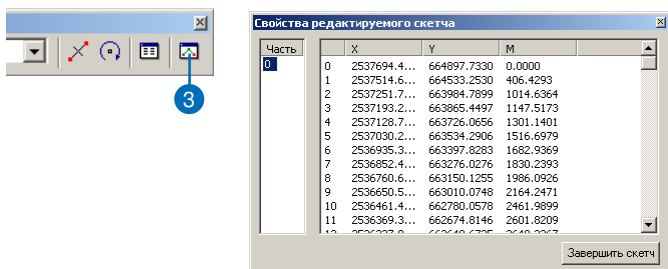 3
Свойства редактируемого скетча
Часть X Y M
0 0 2537694.4... 664897.7330 0.0000
1 2537514.6... 664533.2530 406.4293
2 2537251.7... 663984.7899 1014.6364
3 2537193.2... 663865.4497 1147.5173
4 2537128.7... 663726.0656 1301.1401
5 2537030.2... 663534.2906 1516.6979
6 2536935.3... 663397.8283 1682.9369
7 2536852.4... 663276.0276 1830.2393
8 2536760.6... 663150.1255 1986.0926
9 2536650.5... 663010.0748 2164.2471
10 2536461.4... 662780.0578 2461.9899
11 2536369.3... 662674.8146 2601.8209
Завершить скетч